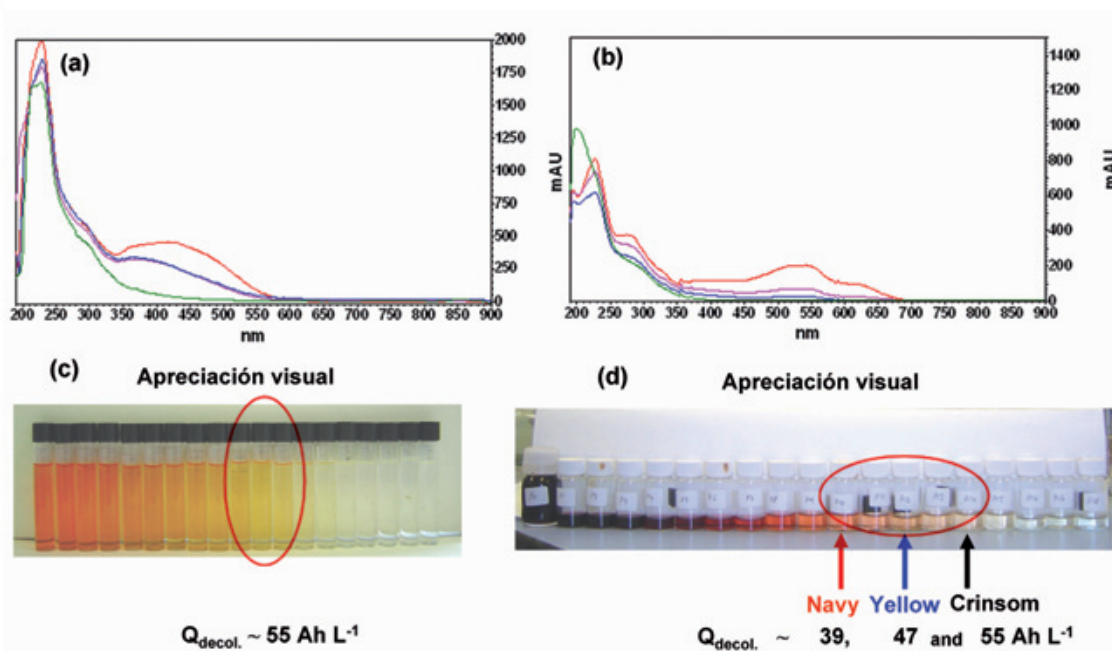 (a)
2000
1750
1500
1250
1000
750
500
250
0
200 250 300 350 400 450 500 550 600 650 700 750 800 850 900
nm
(b)
mAU
1400
1200
1000
800
600
400
200
0
mAU
200 250 300 350 400 450 500 550 600 650 700 750 800 850 900
nm
(c)
Apreciación visual
Q decol. ~ 55 Ah L-1
(d)
Apreciación visual
Navy Yellow Crinsom
Q decol. ~ 39, 47 and 55 Ah L-1